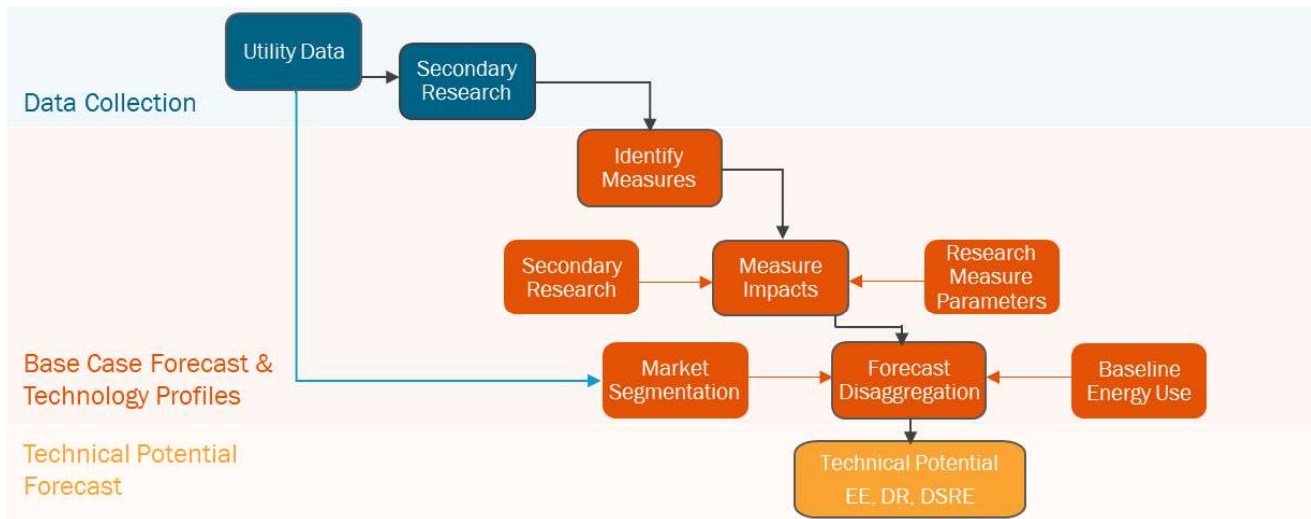 Utility Data
Secondary
Research
Data Collection
Identify
Measures
Secondary
Research
Measure
Impacts
Research
Measure
Parameters
Base Case Forecast &
Technology Profiles
Market
Segmentation
Forecast
Disaggregation
Baseline
Energy Use
Technical Potential
Forecast
Technical Potential
EE, DR, DSRE